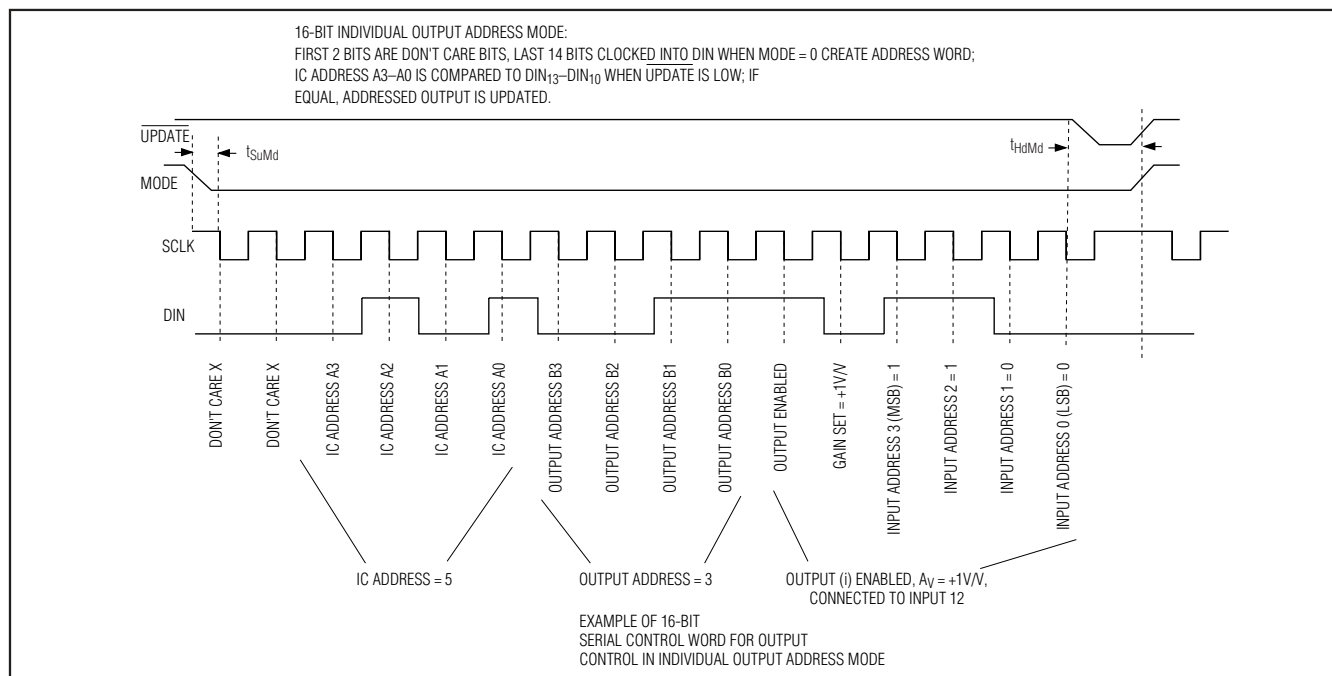 16-BIT INDIVIDUAL OUTPUT ADDRESS MODE:
FIRST 2 BITS ARE DON'T CARE BITS, LAST 14 BITS CLOCKED INTO DIN WHEN MODE = 0 CREATE ADDRESS WORD;
IC ADDRESS A3–A0 IS COMPARED TO DIN13–DIN10 WHEN UPDATE IS LOW; IF
EQUAL, ADDRESSED OUTPUT IS UPDATED.
UPDATE
tSuMd
tHdMd
MODE
SCLK
DIN
DON'T CARE X
DON'T CARE X
IC ADDRESS A3
IC ADDRESS A2
IC ADDRESS A1
IC ADDRESS A0
OUTPUT ADDRESS B3
OUTPUT ADDRESS B2
OUTPUT ADDRESS B1
OUTPUT ADDRESS B0
OUTPUT ENABLED
GAIN SET = +1V/V
INPUT ADDRESS 3 (MSB) = 1
INPUT ADDRESS 2 = 1
INPUT ADDRESS 1 = 0
INPUT ADDRESS 0 (LSB) = 0
IC ADDRESS = 5
OUTPUT ADDRESS = 3
OUTPUT (i) ENABLED, AV = +1V/V,
CONNECTED TO INPUT 12
EXAMPLE OF 16-BIT
SERIAL CONTROL WORD FOR OUTPUT
CONTROL IN INDIVIDUAL OUTPUT ADDRESS MODE